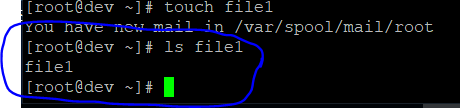 [root@dev ~]# touch file1
You have new mail in /var/spool/mail/root
[root@dev ~]# ls file1
file1
[root@dev ~]#